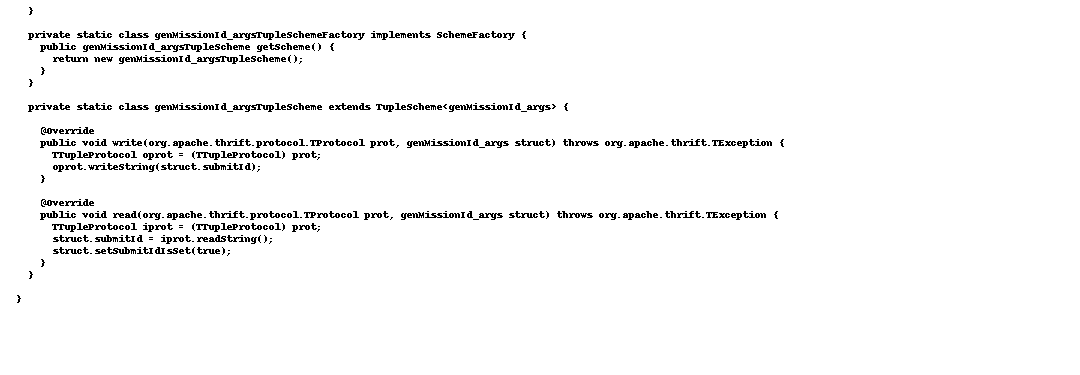 }
private static class genMissionId_argsTupleSchemeFactory implements SchemeFactory {
public genMissionId_argsTupleScheme getScheme() {
return new genMissionId_argsTupleScheme();
}
}
private static class genMissionId_argsTupleScheme extends TupleScheme<genMissionId_args> {
@Override
public void write(org.apache.thrift.protocol.TProtocol prot, genMissionId_args struct) throws org.apache.thrift.TException {
TTupleProtocol oprot = (TTupleProtocol) prot;
oprot.writeString(struct.submitId);
}
@Override
public void read(org.apache.thrift.protocol.TProtocol prot, genMissionId_args struct) throws org.apache.thrift.TException {
TTupleProtocol iprot = (TTupleProtocol) prot;
struct.submitId = iprot.readString();
struct.setSubmitIdIsSet(true);
}
}
}